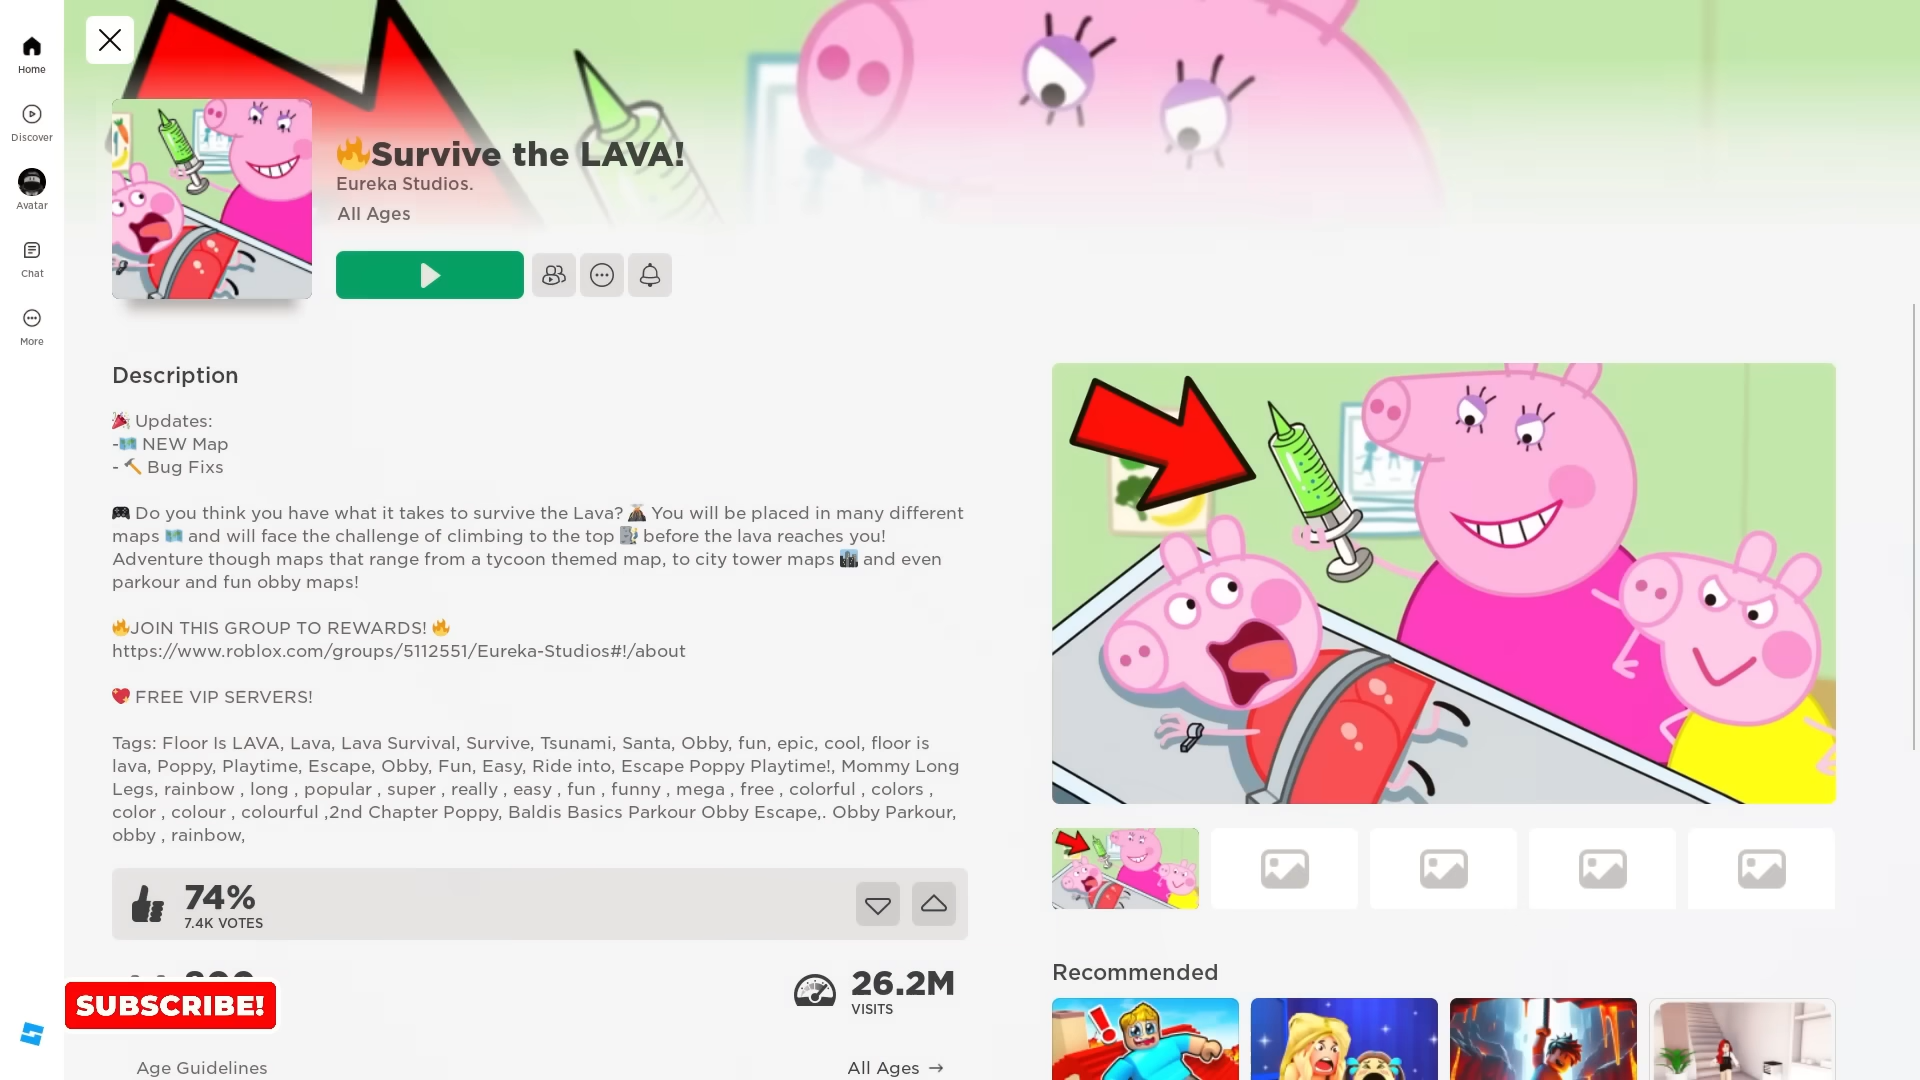 Home
Discover
Avatar
Chat
More
🔥Survive the LAVA!
Eureka Studios.
All Ages
Description
🎉 Updates:
-🗺️ NEW Map
- 🔨 Bug Fixs
🎮 Do you think you have what it takes to survive the Lava? 🌋 You will be placed in many different
maps 🗺️ and will face the challenge of climbing to the top 🧗 before the lava reaches you!
Adventure though maps that range from a tycoon themed map, to city tower maps 🏙️ and even
parkour and fun obby maps!
🔥JOIN THIS GROUP TO REWARDS! 🔥
https://www.roblox.com/groups/5112551/Eureka-Studios#!/about
💖 FREE VIP SERVERS!
Tags: Floor Is LAVA, Lava, Lava Survival, Survive, Tsunami, Santa, Obby, fun, epic, cool, floor is
lava, Poppy, Playtime, Escape, Obby, Fun, Easy, Ride into, Escape Poppy Playtime!, Mommy Long
Legs, rainbow , long , popular , super , really , easy , fun , funny , mega , free , colorful , colors ,
color , colour , colourful ,2nd Chapter Poppy, Baldis Basics Parkour Obby Escape,. Obby Parkour,
obby , rainbow,
74%
7.4K VOTES
26.2M
VISITS
SUBSCRIBE!
Age Guidelines
All Ages →
Recommended